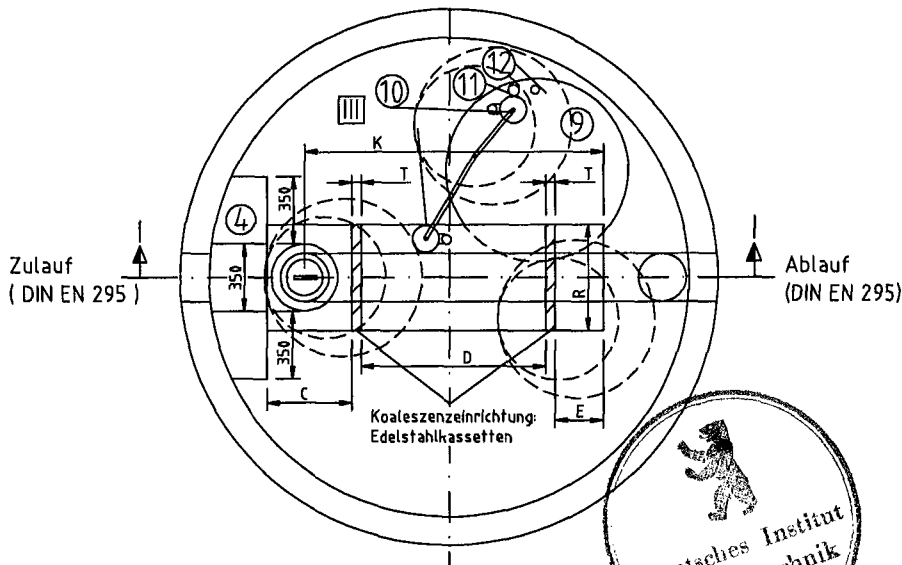 12
11
10
III
9
K
T
T
350
4
I
I
Zulauf
( DIN EN 295 )
350
R
Ablauf
(DIN EN 295)
350
D
C
E
Koaleszenzeinrichtung:
Edelstahlkassetten
Institut